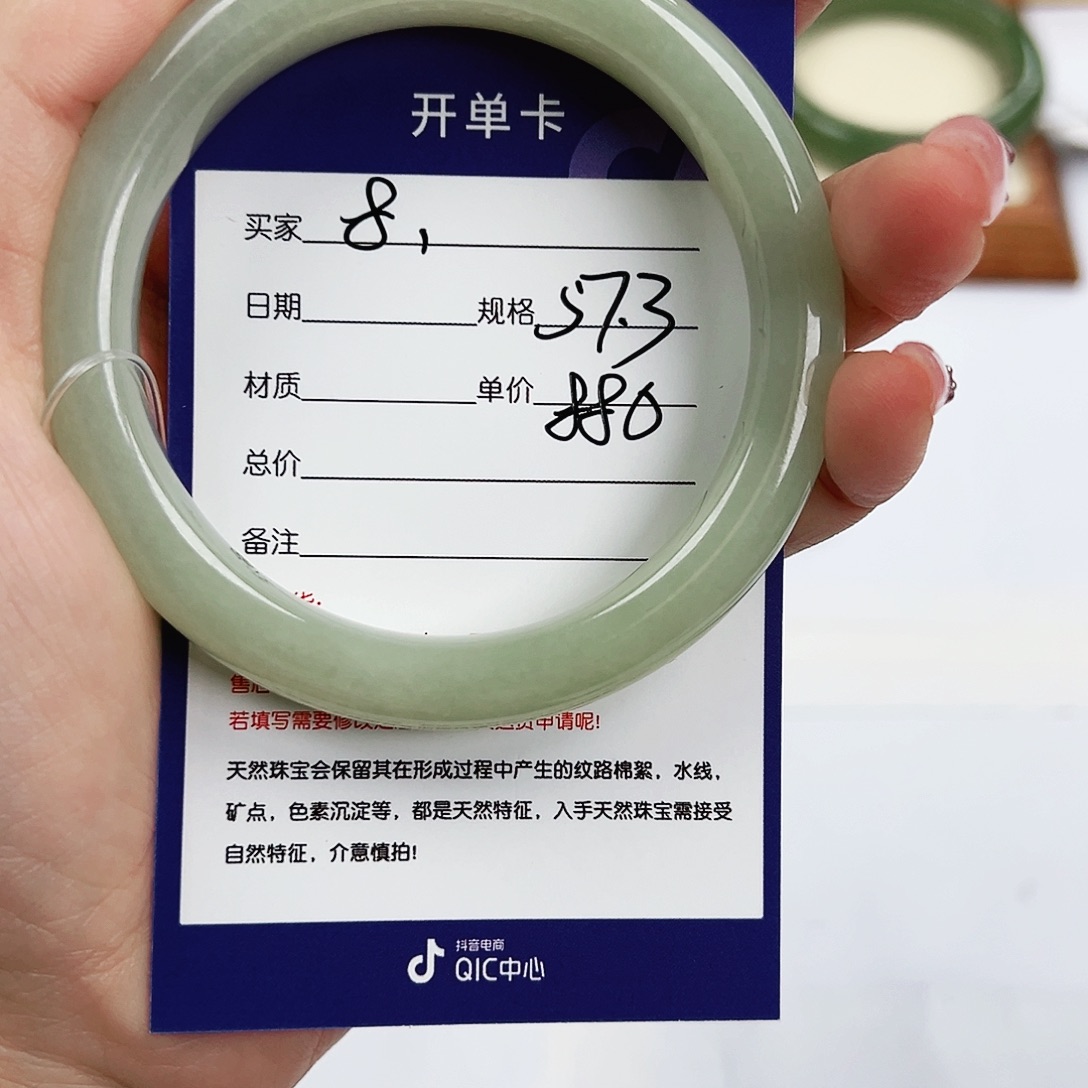 开单卡
买家 8,
日期 规格 57.3
材质 单价 880
总价
备注
若填写需要修改 申请呢!
天然珠宝会保留其在形成过程中产生的纹路棉絮，水线，
矿点，色素沉淀等，都是天然特征，入手天然珠宝需接受
自然特征，介意慎拍!
抖音电商
QIC中心